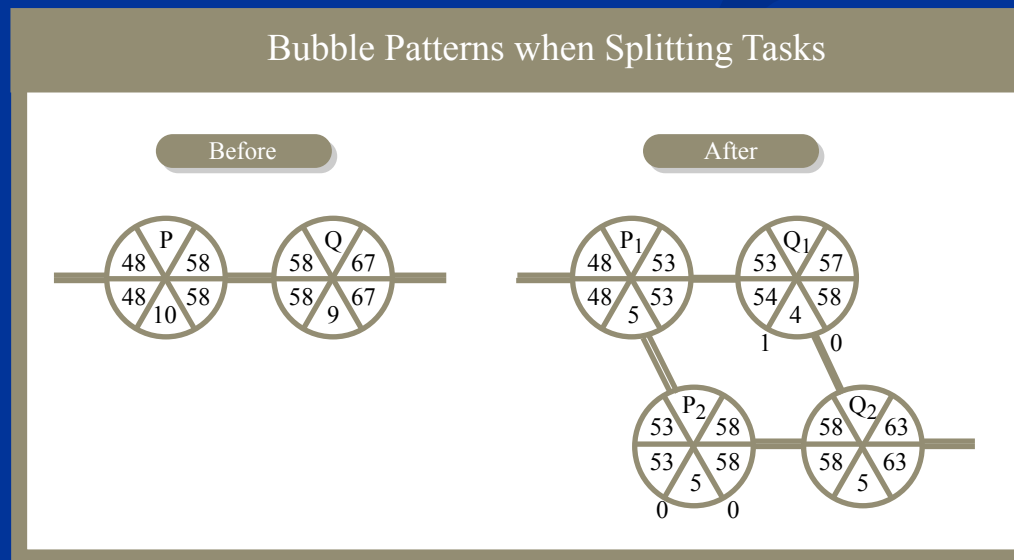 Bubble Patterns when Splitting Tasks
Before
After
P
48 58
48 58
10
Q
58 67
58 67
9
P1
48 53
48 53
5
Q1
53 57
54 58
4
1 0
P2
53 58
53 58
5
0 0
Q2
58 63
58 63
5